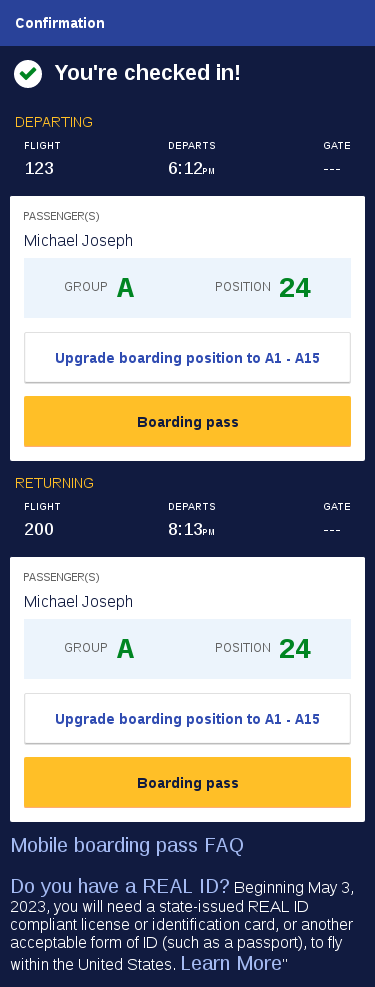 Confirmation
You're checked in!
DEPARTING
FLIGHT DEPARTS GATE
123 6:12PM ---
PASSENGER(S)
Michael Joseph
GROUP A POSITION 24
Upgrade boarding position to A1 - A15
Boarding pass
RETURNING
FLIGHT DEPARTS GATE
200 8:13PM ---
PASSENGER(S)
Michael Joseph
GROUP A POSITION 24
Upgrade boarding position to A1 - A15
Boarding pass
Mobile boarding pass FAQ
Do you have a REAL ID? Beginning May 3,
2023, you will need a state-issued REAL ID
compliant license or identification card, or another
acceptable form of ID (such as a passport), to fly
within the United States. Learn More"